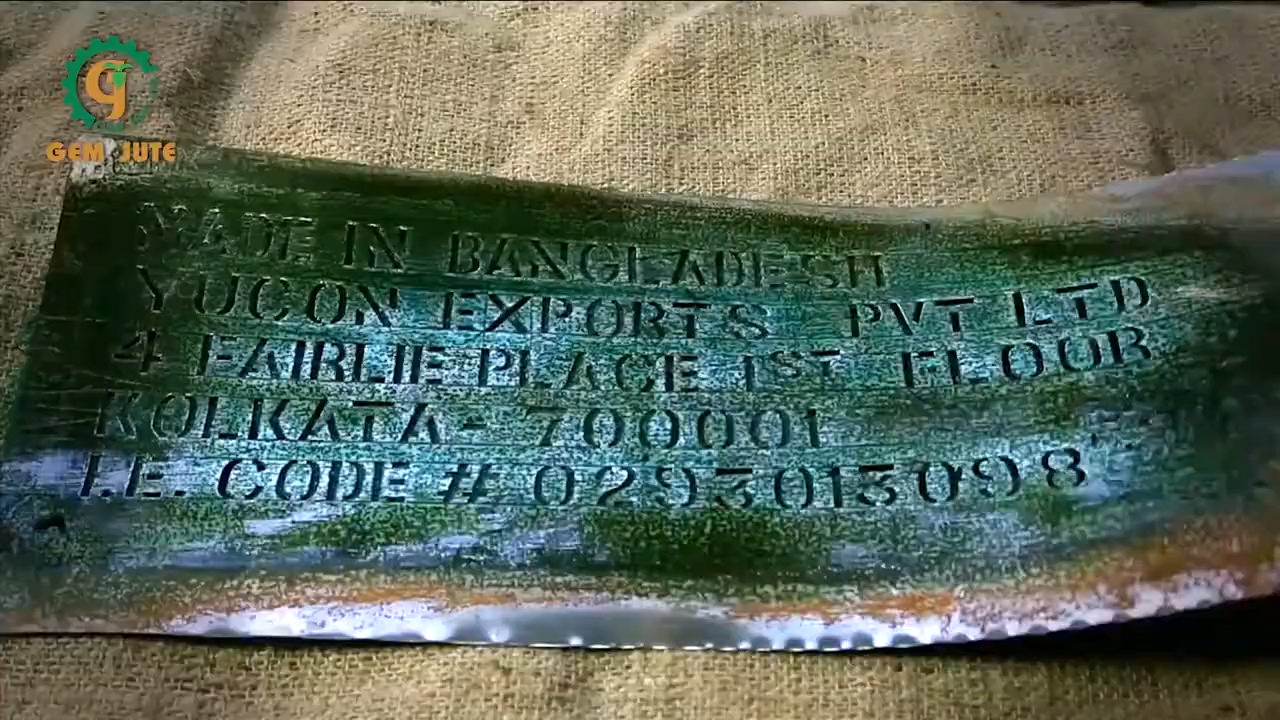 GEM JUTE
MADE IN BANGLADESH
YUCON EXPORTS PVT LTD
4 FAIRLIE PLACE 1ST FLOOR
KOLKATA- 700001
I.E. CODE # 0293013098